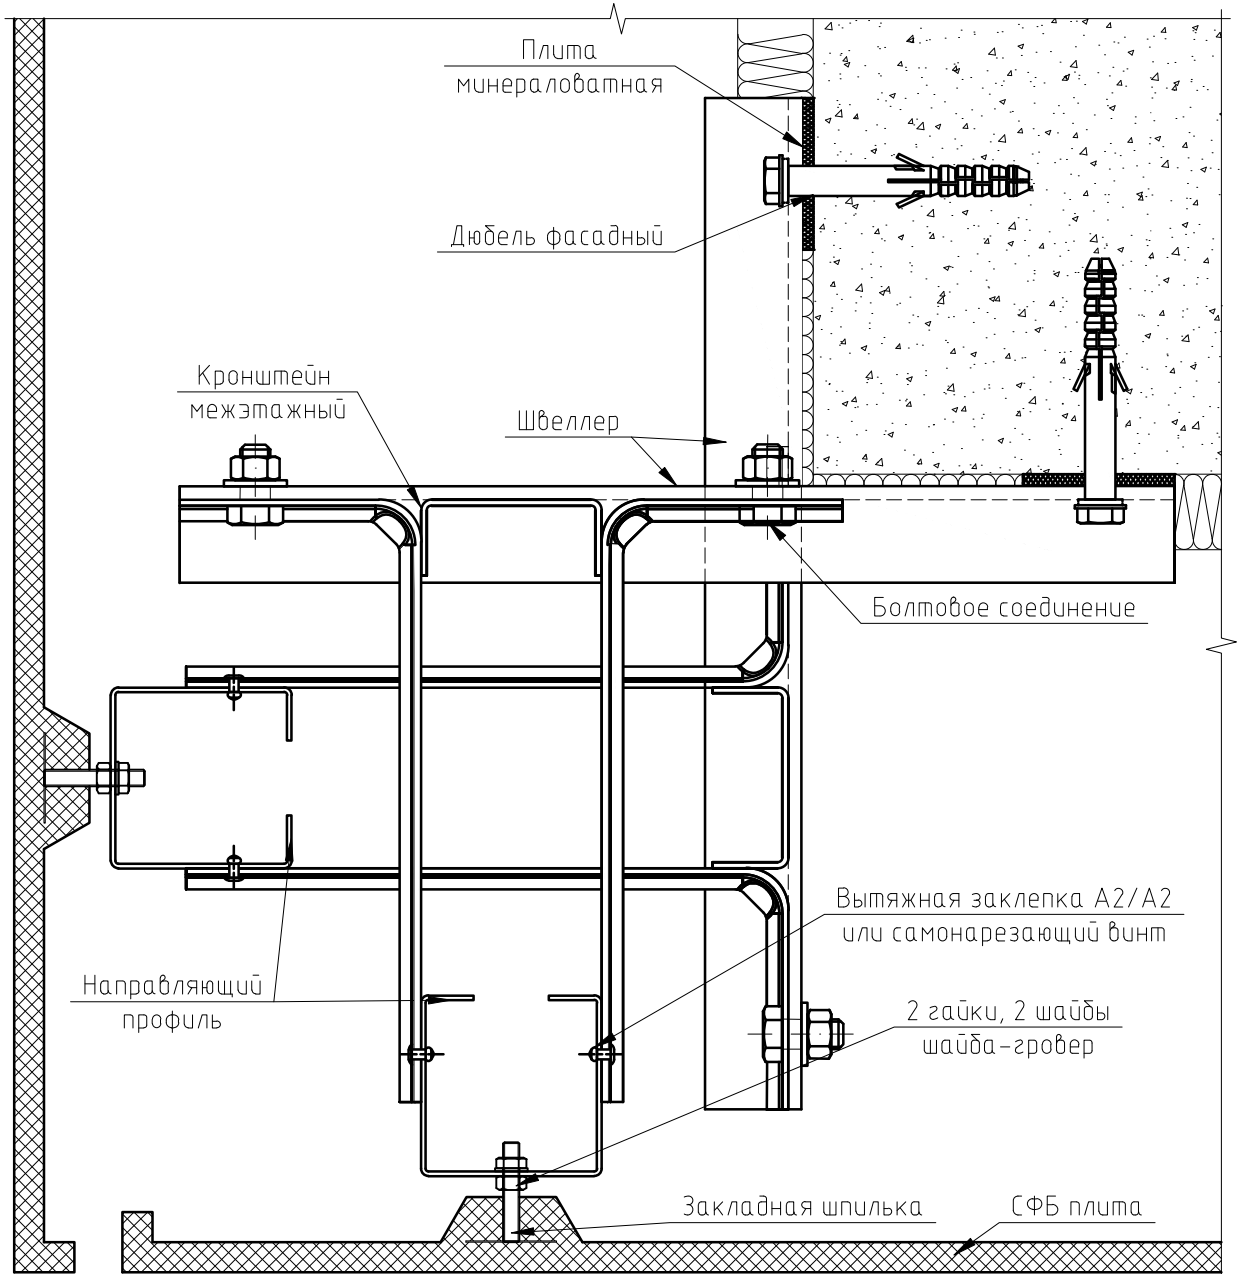 Плита
минераловатная
Дюбель фасадный
Кронштейн
межэтажный
Швеллер
Болтовое соединение
Вытяжная заклепка А2/А2
или самонарезающий винт
Направляющий
профиль
2 гайки, 2 шайбы
шайба-гровер
Закладная шпилька
СФБ плита